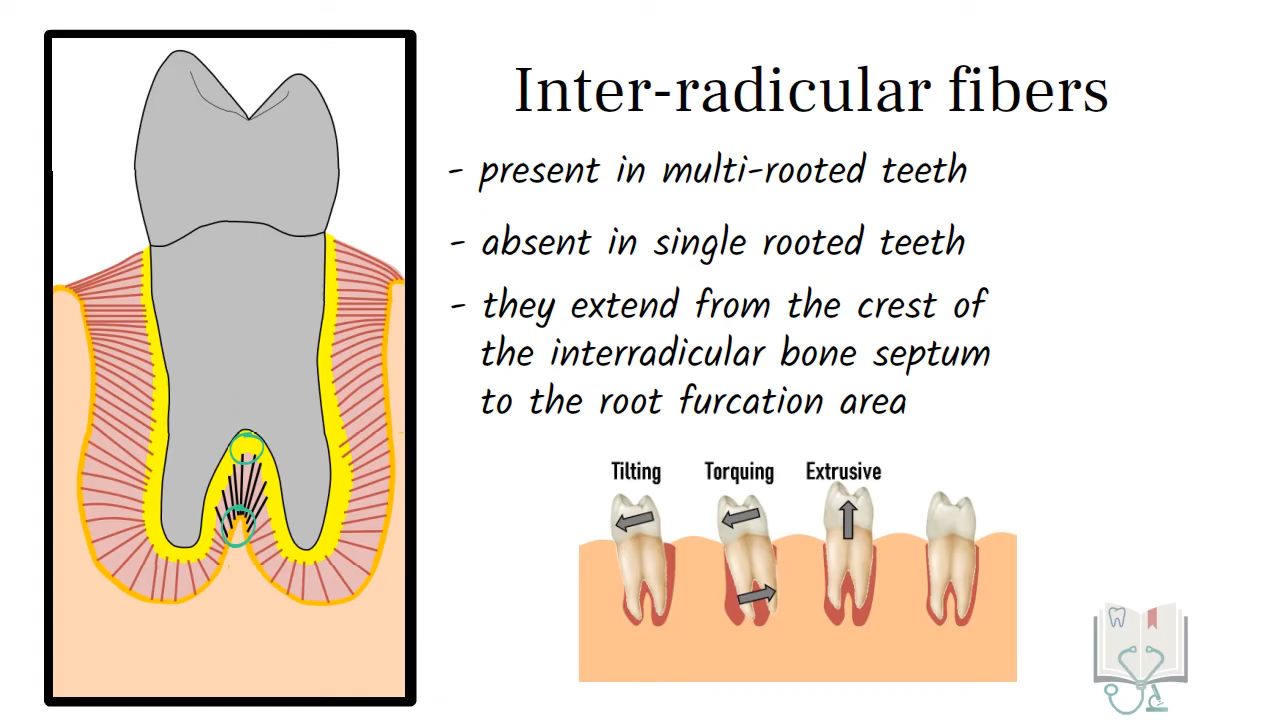 Inter-radicular fibers
- present in multi-rooted teeth
- absent in single rooted teeth
- they extend from the crest of
the interradicular bone septum
to the root furcation area
Tilting Torquing Extrusive